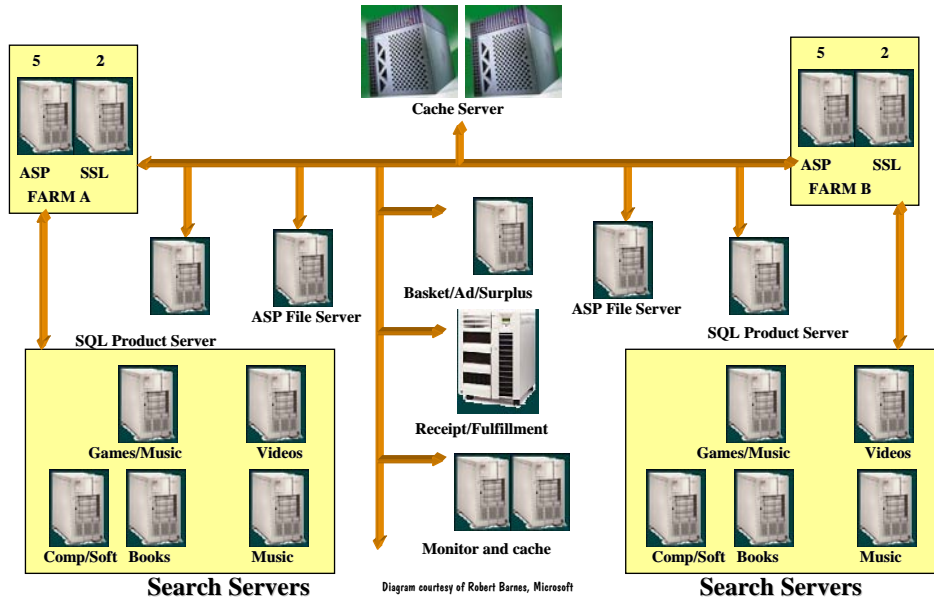 5 2
ASP SSL
FARM A
Cache Server
5 2
ASP SSL
FARM B
SQL Product Server
ASP File Server
Basket/Ad/Surplus
ASP File Server
SQL Product Server
Receipt/Fulfillment
Monitor and cache
Games/Music Videos
Comp/Soft Books Music
Search Servers
Games/Music Videos
Comp/Soft Books Music
Search Servers
Diagram courtesy of Robert Barnes, Microsoft